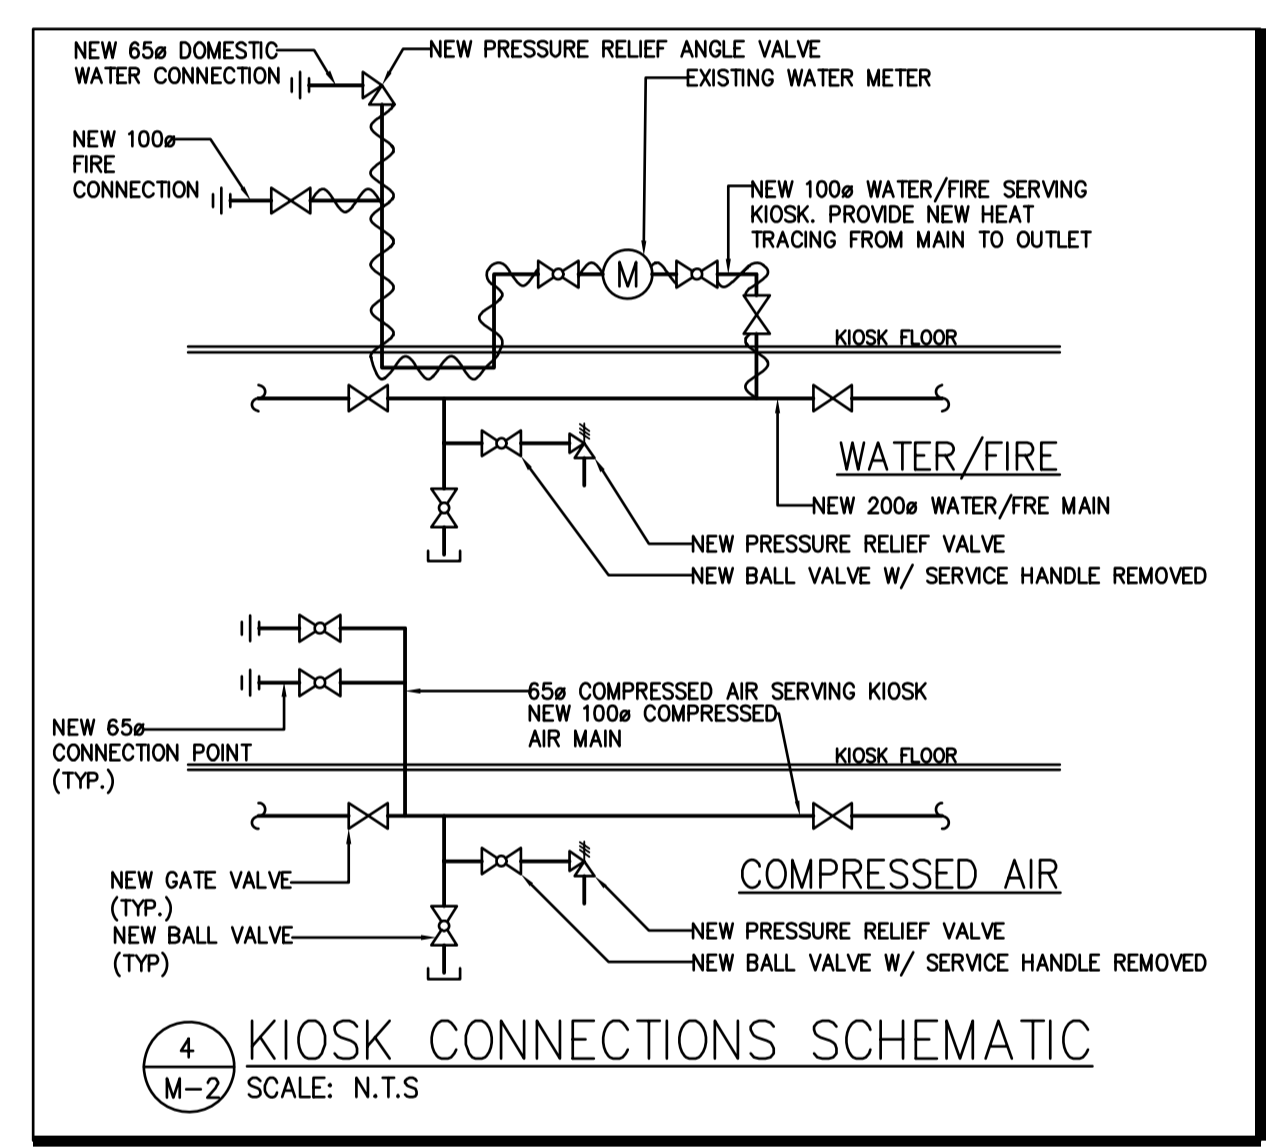 NEW 65ø DOMESTIC
WATER CONNECTION
NEW PRESSURE RELIEF ANGLE VALVE
EXISTING WATER METER
NEW 100ø
FIRE
CONNECTION
NEW 100ø WATER/FIRE SERVING
KIOSK. PROVIDE NEW HEAT
TRACING FROM MAIN TO OUTLET
M
KIOSK FLOOR
WATER/FIRE
NEW 200ø WATER/FRE MAIN
NEW PRESSURE RELIEF VALVE
NEW BALL VALVE W/ SERVICE HANDLE REMOVED
65ø COMPRESSED AIR SERVING KIOSK
NEW 100ø COMPRESSED
AIR MAIN
NEW 65ø
CONNECTION POINT
(TYP.)
KIOSK FLOOR
COMPRESSED AIR
NEW GATE VALVE
(TYP.)
NEW BALL VALVE
(TYP)
NEW PRESSURE RELIEF VALVE
NEW BALL VALVE W/ SERVICE HANDLE REMOVED
4
M-2
KIOSK CONNECTIONS SCHEMATIC
SCALE: N.T.S